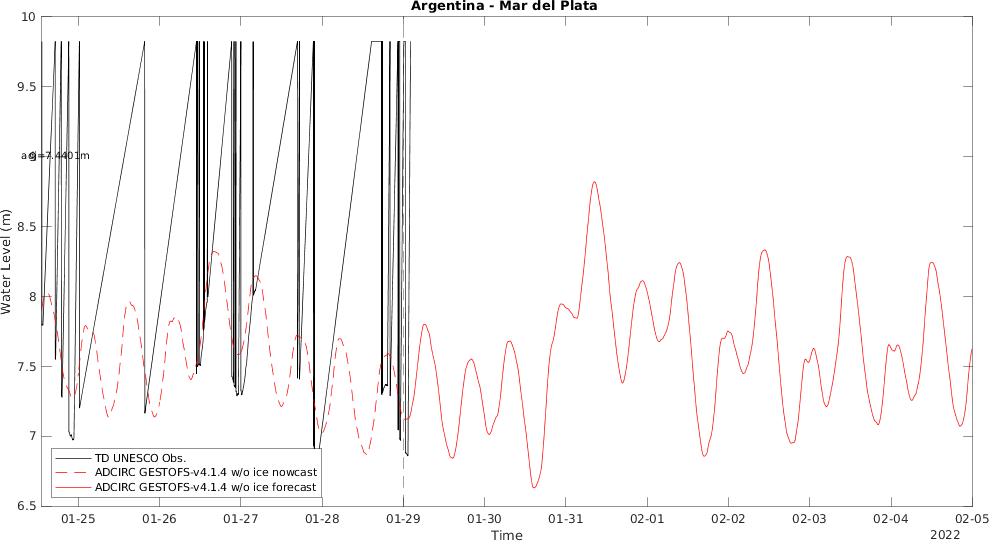 Argentina - Mar del Plata
10
9.5
9
8.5
8
7.5
7
6.5
Water Level (m)
TD UNESCO Obs.
ADCIRC GESTOFS-v4.1.4 w/o ice nowcast
ADCIRC GESTOFS-v4.1.4 w/o ice forecast
01-25 01-26 01-27 01-28 01-29 01-30 01-31 02-01 02-02 02-03 02-04 02-05
Time
2022